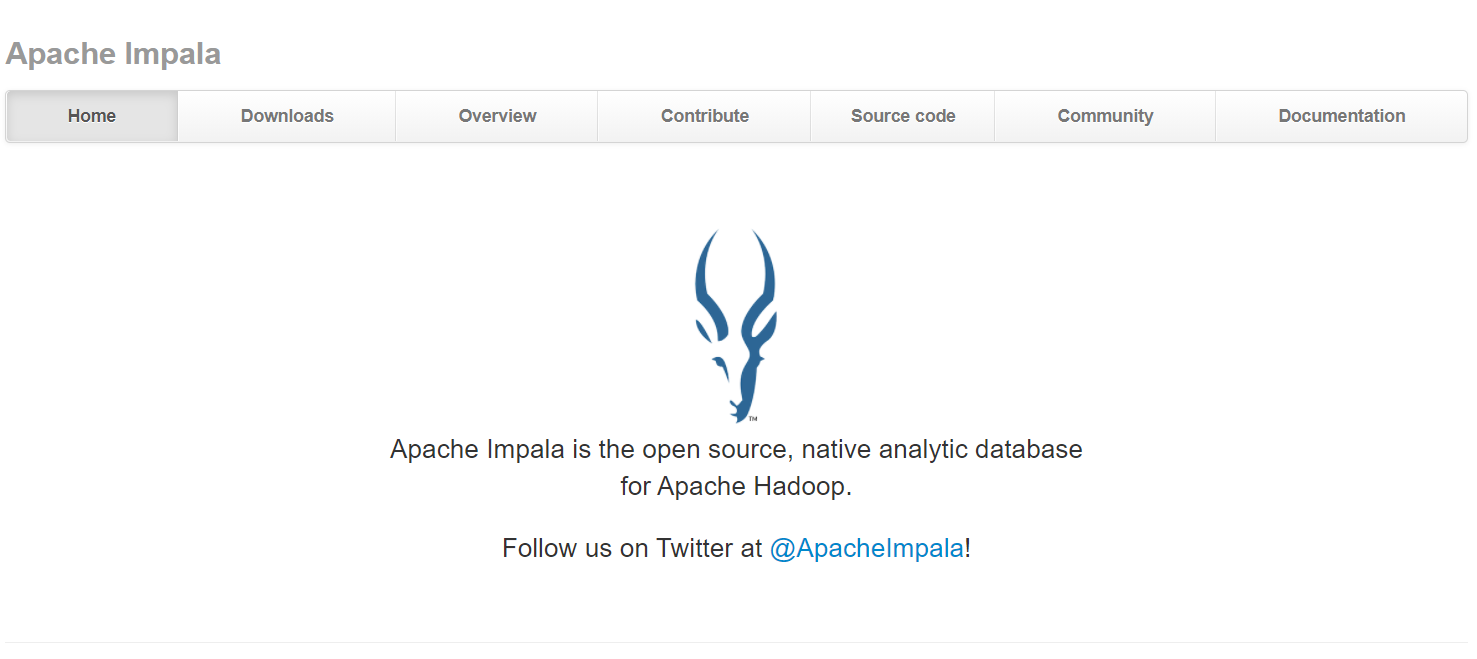 Apache Impala
Home Downloads Overview Contribute Source code Community Documentation
TM
Apache Impala is the open source, native analytic database
for Apache Hadoop.
Follow us on Twitter at @ApacheImpala!